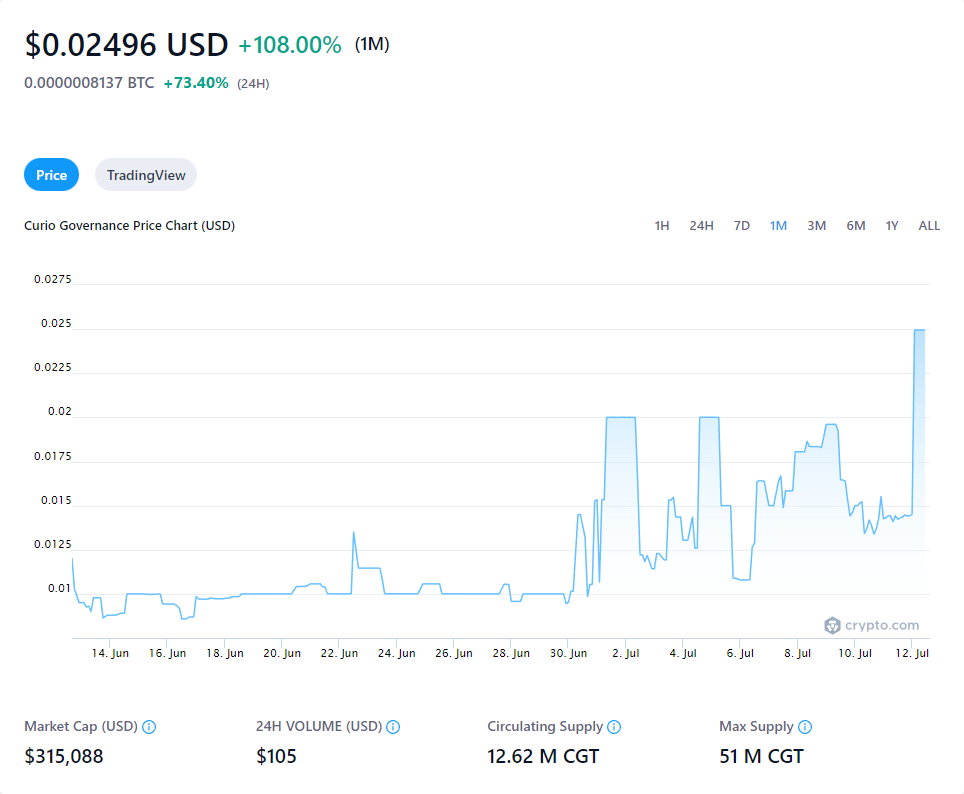 $0.02496 USD +108.00% (1M)
0.0000008137 BTC +73.40% (24H)
Price TradingView
Curio Governance Price Chart (USD) 1H 24H 7D 1M 3M 6M 1Y ALL
0.0275
0.025
0.0225
0.02
0.0175
0.015
0.0125
0.01
crypto.com
14. Jun 16. Jun 18. Jun 20. Jun 22. Jun 24. Jun 26. Jun 28. Jun 30. Jun 2. Jul 4. Jul 6. Jul 8. Jul 10. Jul 12. Jul
Market Cap (USD) 24H VOLUME (USD) Circulating Supply Max Supply
$315,088 $105 12.62 M CGT 51 M CGT